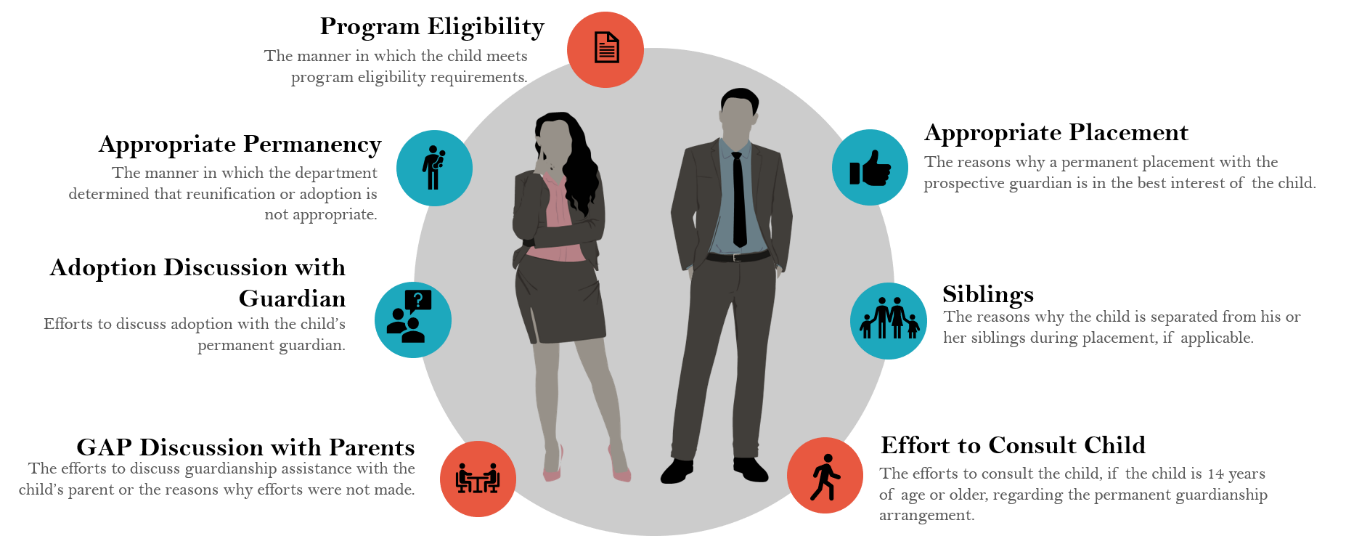 Program Eligibility
The manner in which the child meets
program eligibility requirements.
Appropriate Permanency
The manner in which the department
determined that reunification or adoption is
not appropriate.
Adoption Discussion with
Guardian
Efforts to discuss adoption with the child's
permanent guardian.
GAP Discussion with Parents
The efforts to discuss guardianship assistance with the
child's parent or the reasons why efforts were not made.
Appropriate Placement
The reasons why a permanent placement with the
prospective guardian is in the best interest of the child.
Siblings
The reasons why the child is separated from his or
her siblings during placement, if applicable.
Effort to Consult Child
The efforts to consult the child, if the child is 14 years
of age or older, regarding the permanent guardianship
arrangement.
?